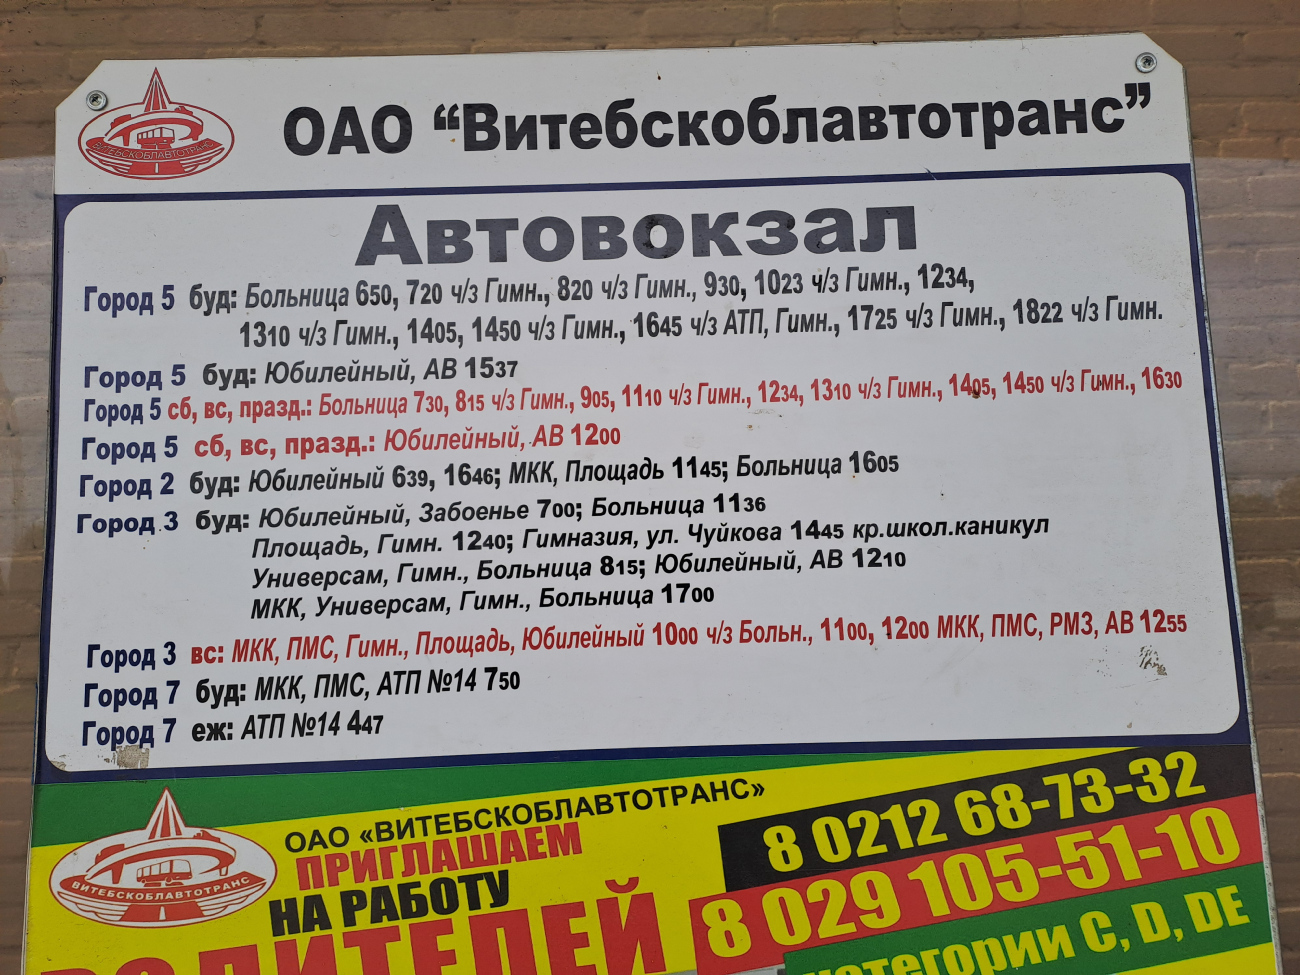 ВИТЕБСКОБЛАВТОТРАНС
ОАО “Витебскоблавтотранс”
Автовокзал
Город 5 буд: Больница 650, 720 ч/з Гимн., 820 ч/з Гимн., 930, 1023 ч/з Гимн., 1234,
1310 ч/з Гимн., 1405, 1450 ч/з Гимн., 1645 ч/з АТП, Гимн., 1725 ч/з Гимн., 1822 ч/з Гимн.
Город 5 буд: Юбилейный, АВ 1537
Город 5 сб, вс, празд.: Больница 730, 815 ч/з Гимн., 905, 1110 ч/з Гимн., 1234, 1310 ч/з Гимн., 1405, 1450 ч/з Гимн., 1630
Город 5 сб, вс, празд.: Юбилейный, АВ 1200
Город 2 буд: Юбилейный 639, 1646; МКК, Площадь 1145; Больница 1605
Город 3 буд: Юбилейный, Забоенье 700; Больница 1136
Площадь, Гимн. 1240; Гимназия, ул. Чуйкова 1445 кр.школ.каникул
Универсам, Гимн., Больница 815; Юбилейный, АВ 1210
МКК, Универсам, Гимн., Больница 1700
Город 3 вс: МКК, ПМС, Гимн., Площадь, Юбилейный 1000 ч/з Больн., 1100, 1200 МКК, ПМС, РМЗ, АВ 1255
Город 7 буд: МКК, ПМС, АТП №14 750
Город 7 еж: АТП №14 447
ВИТЕБСКОБЛАВТОТРАНС
ОАО «ВИТЕБСКОБЛАВТОТРАНС»
ПРИГЛАШАЕМ
НА РАБОТУ
ВОДИТЕЛЕЙ
8 0212 68-73-32
8 029 105-51-10
категории C, D, DE